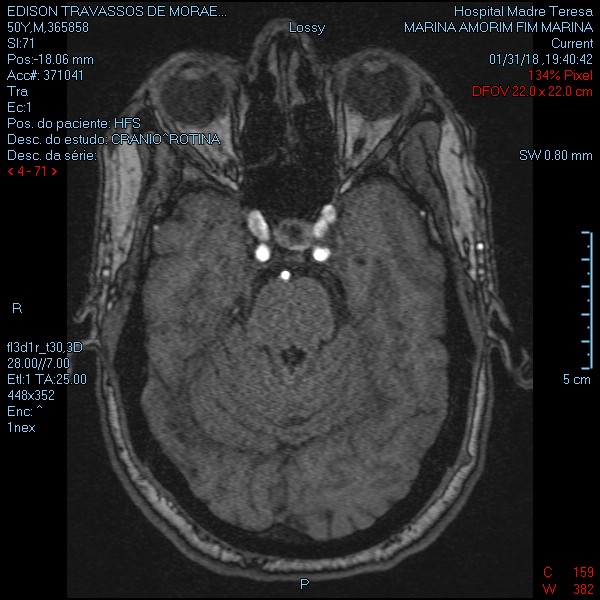 EDISON TRAVASSOS DE MORAE...
50Y,M,365858
Sl:71
Pos:-18.06 mm
Acc#: 371041
Tra
Ec:1
Pos. do paciente: HFS
Desc. do estudo: CRANIO^ROTINA
Desc. da série:
< 4 - 71 >
Lossy
Hospital Madre Teresa
MARINA AMORIM FIM MARINA
Current
01/31/18 ,19:40:42
134% Pixel
DFOV 22.0 x 22.0 cm
SW 0.80 mm
R
fl3d1r_t30,3D
28.00//7.00
Etl:1 TA:25.00
448x352
Enc: ^
1nex
5 cm
P
C 159
W 382